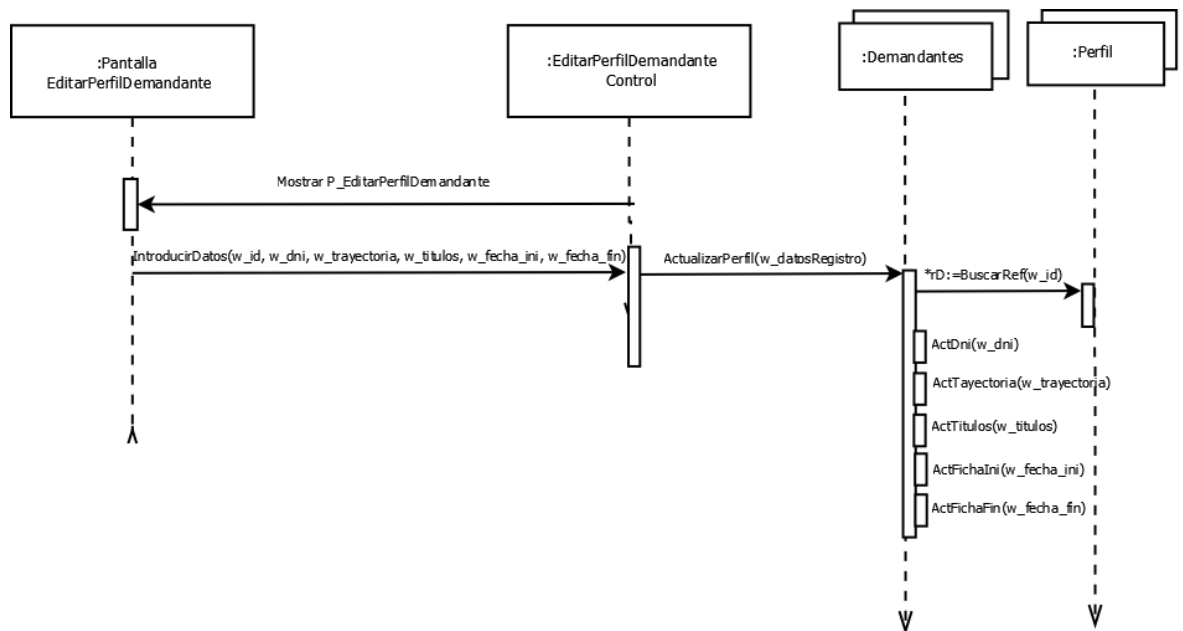 :Pantalla
EditarPerfilDemandante
:EditarPerfilDemandante
Control
:Demandantes
:Perfil
Mostrar P_EditarPerfilDemandante
IntroducirDatos(w_id, w_dni, w_trayectoria, w_titulos, w_fecha_ini, w_fecha_fin)
ActualizarPerfil(w_datosRegistro)
*rD:=BuscarRef(w_id)
ActDni(w_dni)
ActTayectoria(w_trayectoria)
ActTitulos(w_titulos)
ActFichaIni(w_fecha_ini)
ActFichaFin(w_fecha_fin)